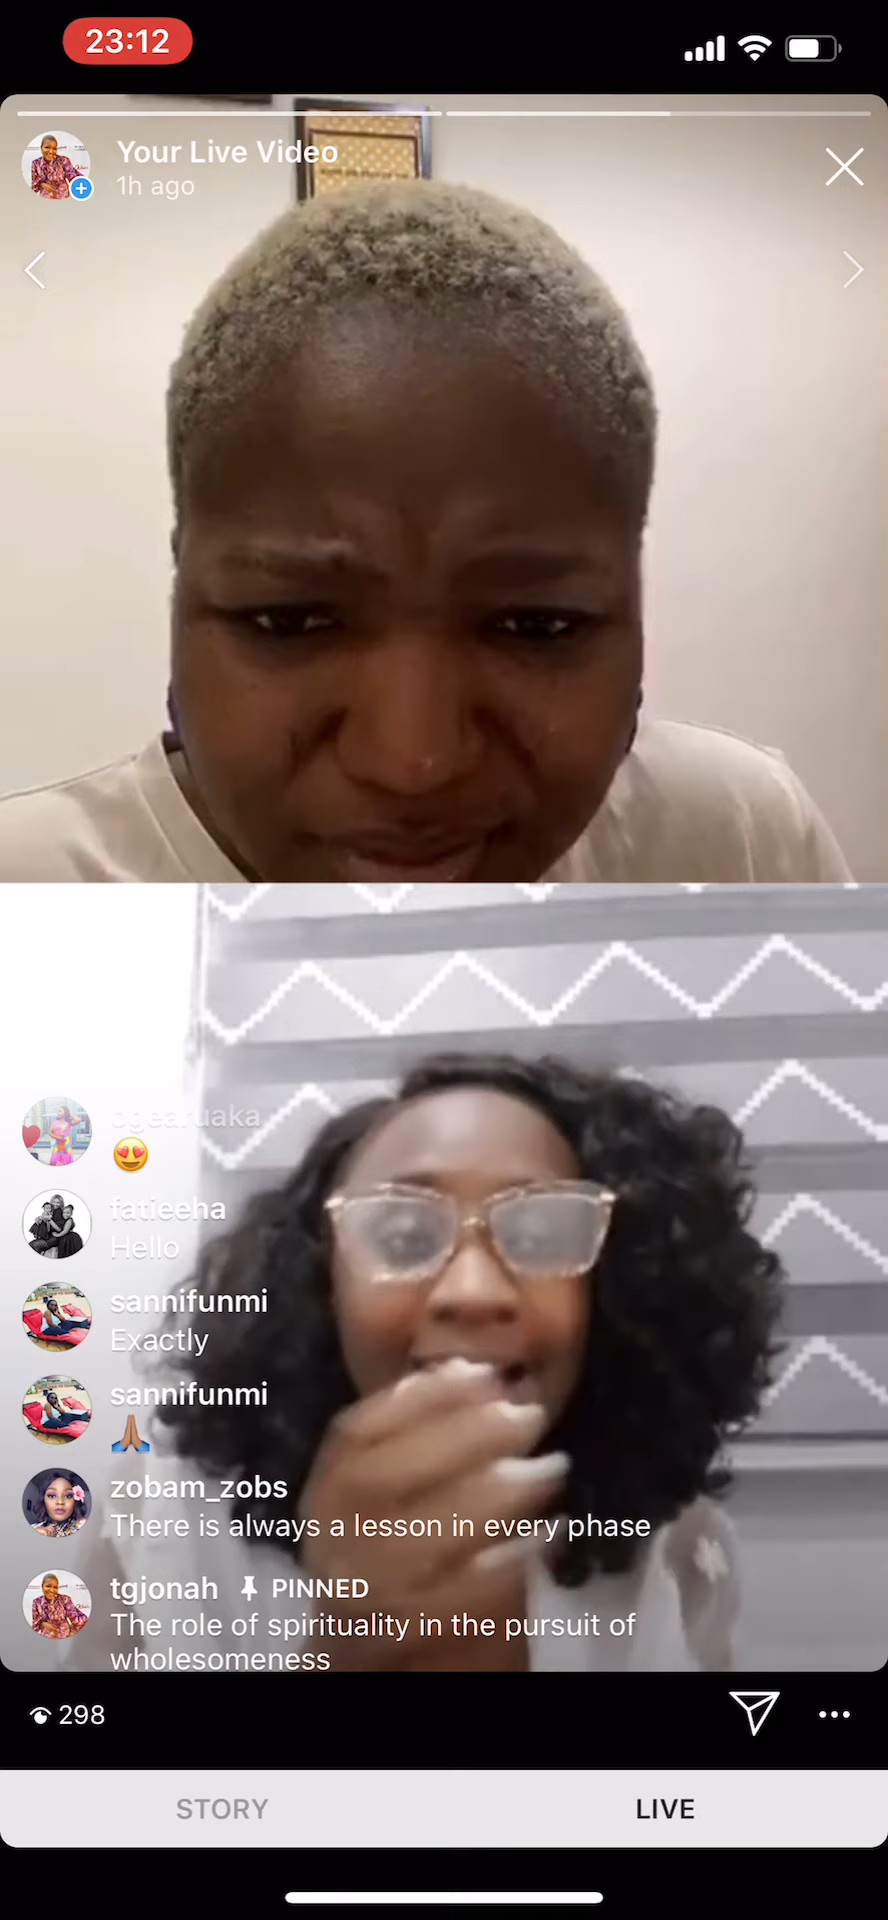 23:12
Your Live Video
1h ago
😍
fatieeha
Hello
sannifunmi
Exactly
sannifunmi
🙏🏽
zobam_zobs
There is always a lesson in every phase
tgjonah PINNED
The role of spirituality in the pursuit of
wholesomeness
298
STORY
LIVE